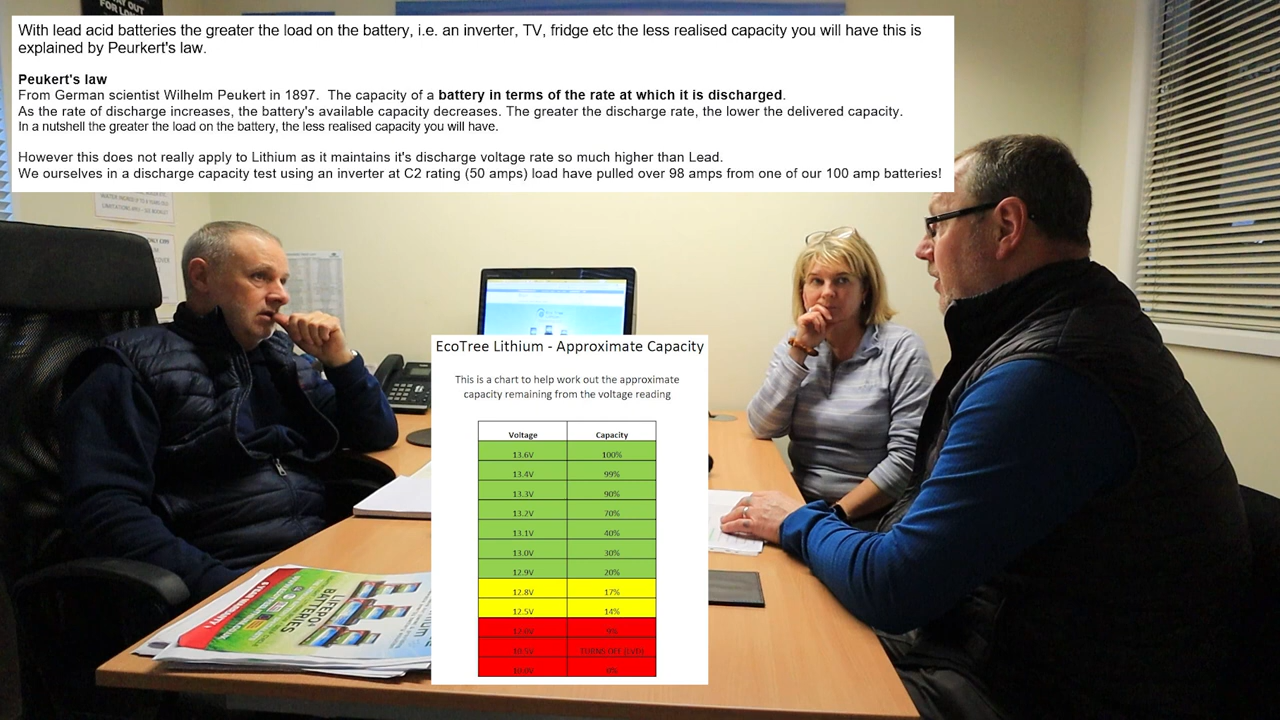 AY OUT
FOR LON
With lead acid batteries the greater the load on the battery, i.e. an inverter, TV, fridge etc the less realised capacity you will have this is
explained by Peurkert's law.
Peukert's law
From German scientist Wilhelm Peukert in 1897. The capacity of a battery in terms of the rate at which it is discharged.
As the rate of discharge increases, the battery's available capacity decreases. The greater the discharge rate, the lower the delivered capacity.
In a nutshell the greater the load on the battery, the less realised capacity you will have.
However this does not really apply to Lithium as it maintains it's discharge voltage rate so much higher than Lead.
We ourselves in a discharge capacity test using an inverter at C2 rating (50 amps) load have pulled over 98 amps from one of our 100 amp batteries!
EcoTree Lithium - Approximate Capacity
This is a chart to help work out the approximate
capacity remaining from the voltage reading
Voltage Capacity
13.6V 100%
13.4V 99%
13.3V 90%
13.2V 70%
13.1V 40%
13.0V 30%
12.9V 20%
12.8V 17%
12.5V 14%
12.0V 9%
10.5V TURNS OFF (LVD)
10.0V 0%
LIFEPO4
BATTERIES